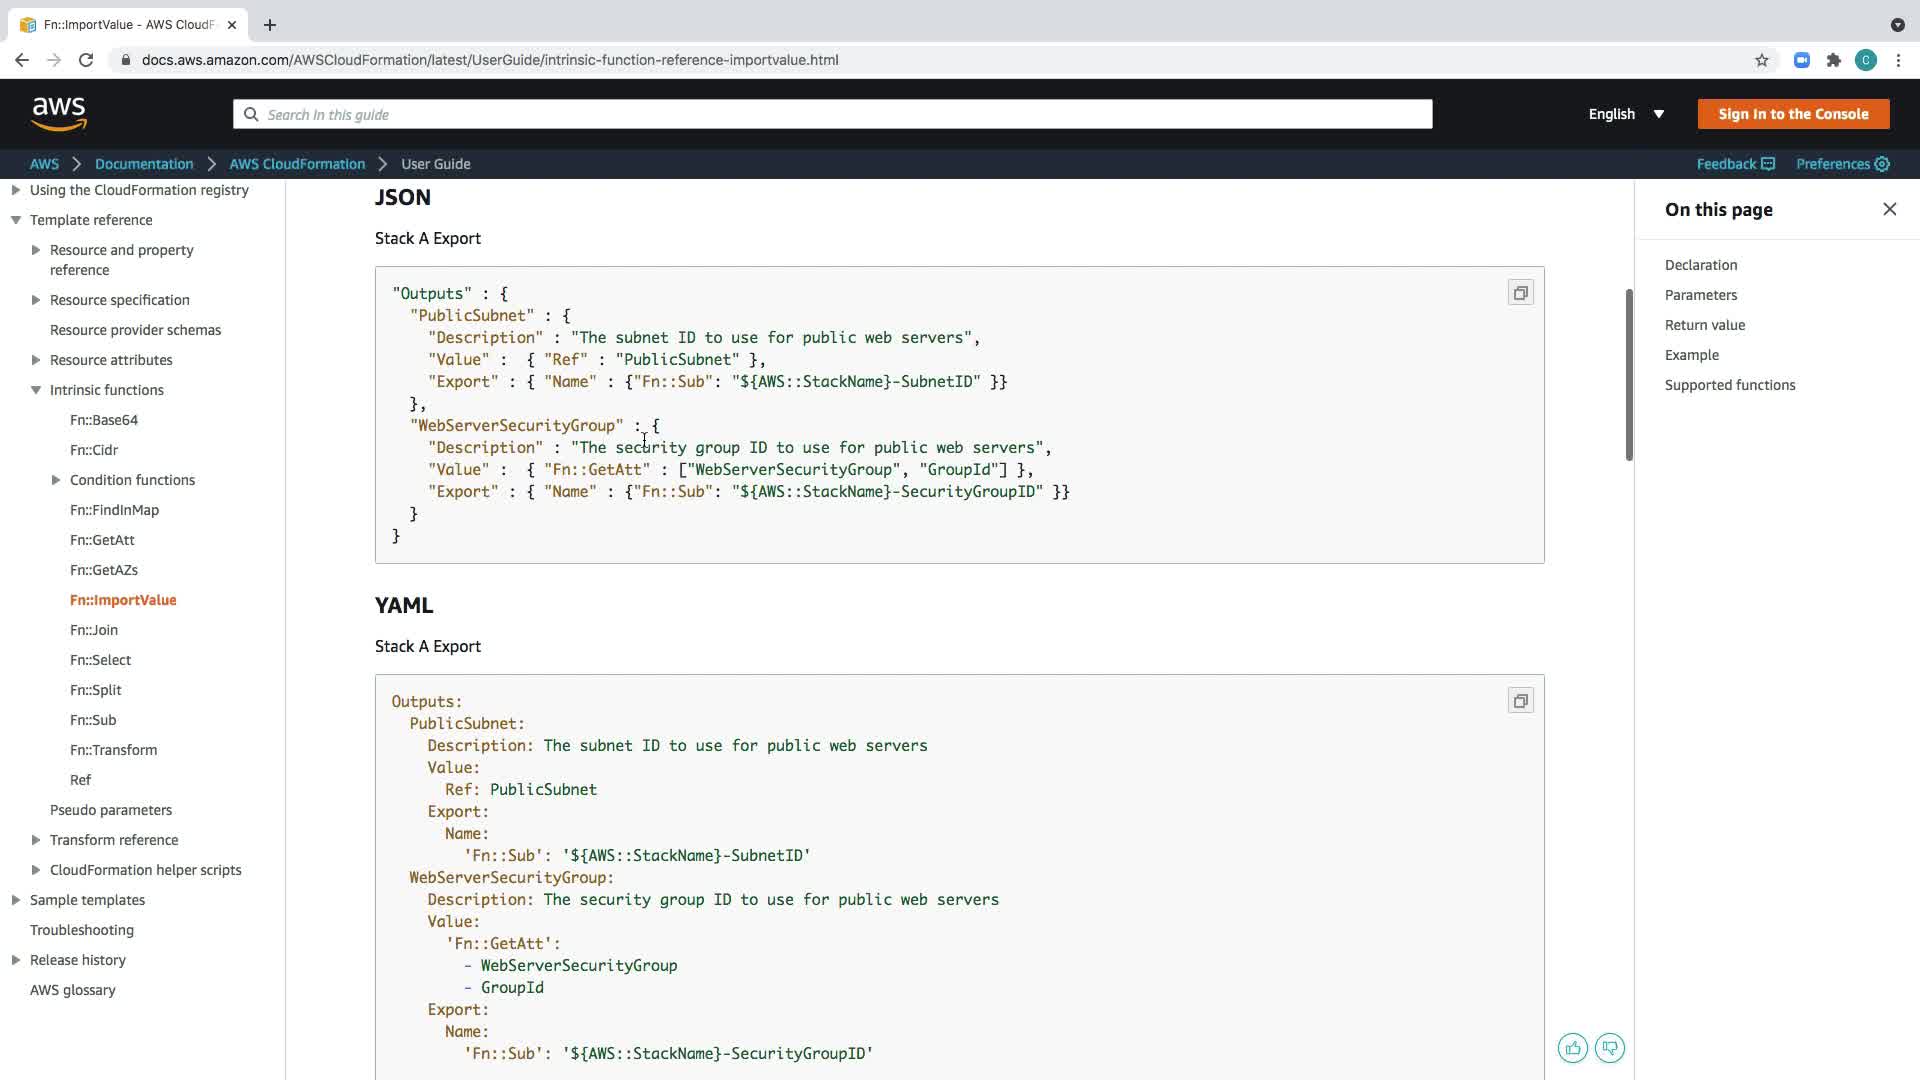 Fn::ImportValue - AWS CloudF
docs.aws.amazon.com/AWSCloudFormation/latest/UserGuide/intrinsic-function-reference-importvalue.html
C
aws
Search in this guide
English
Sign In to the Console
AWS > Documentation > AWS CloudFormation > User Guide
Feedback
Preferences
Using the CloudFormation registry
Template reference
Resource and property
reference
Resource specification
Resource provider schemas
Resource attributes
Intrinsic functions
Fn::Base64
Fn::Cidr
Condition functions
Fn::FindInMap
Fn::GetAtt
Fn::GetAZs
Fn::ImportValue
Fn::Join
Fn::Select
Fn::Split
Fn::Sub
Fn::Transform
Ref
Pseudo parameters
Transform reference
CloudFormation helper scripts
Sample templates
Troubleshooting
Release history
AWS glossary
JSON
Stack A Export
"Outputs" : {
  "PublicSubnet" : {
    "Description" : "The subnet ID to use for public web servers",
    "Value" :  { "Ref" : "PublicSubnet" },
    "Export" : { "Name" : {"Fn::Sub": "${AWS::StackName}-SubnetID" }}
  },
  "WebServerSecurityGroup" : {
    "Description" : "The security group ID to use for public web servers",
    "Value" :  { "Fn::GetAtt" : ["WebServerSecurityGroup", "GroupId"] },
    "Export" : { "Name" : {"Fn::Sub": "${AWS::StackName}-SecurityGroupID" }}
  }
}
YAML
Stack A Export
Outputs:
  PublicSubnet:
    Description: The subnet ID to use for public web servers
    Value:
      Ref: PublicSubnet
    Export:
      Name:
        'Fn::Sub': '${AWS::StackName}-SubnetID'
  WebServerSecurityGroup:
    Description: The security group ID to use for public web servers
    Value:
      'Fn::GetAtt':
        - WebServerSecurityGroup
        - GroupId
    Export:
      Name:
        'Fn::Sub': '${AWS::StackName}-SecurityGroupID'
On this page
Declaration
Parameters
Return value
Example
Supported functions